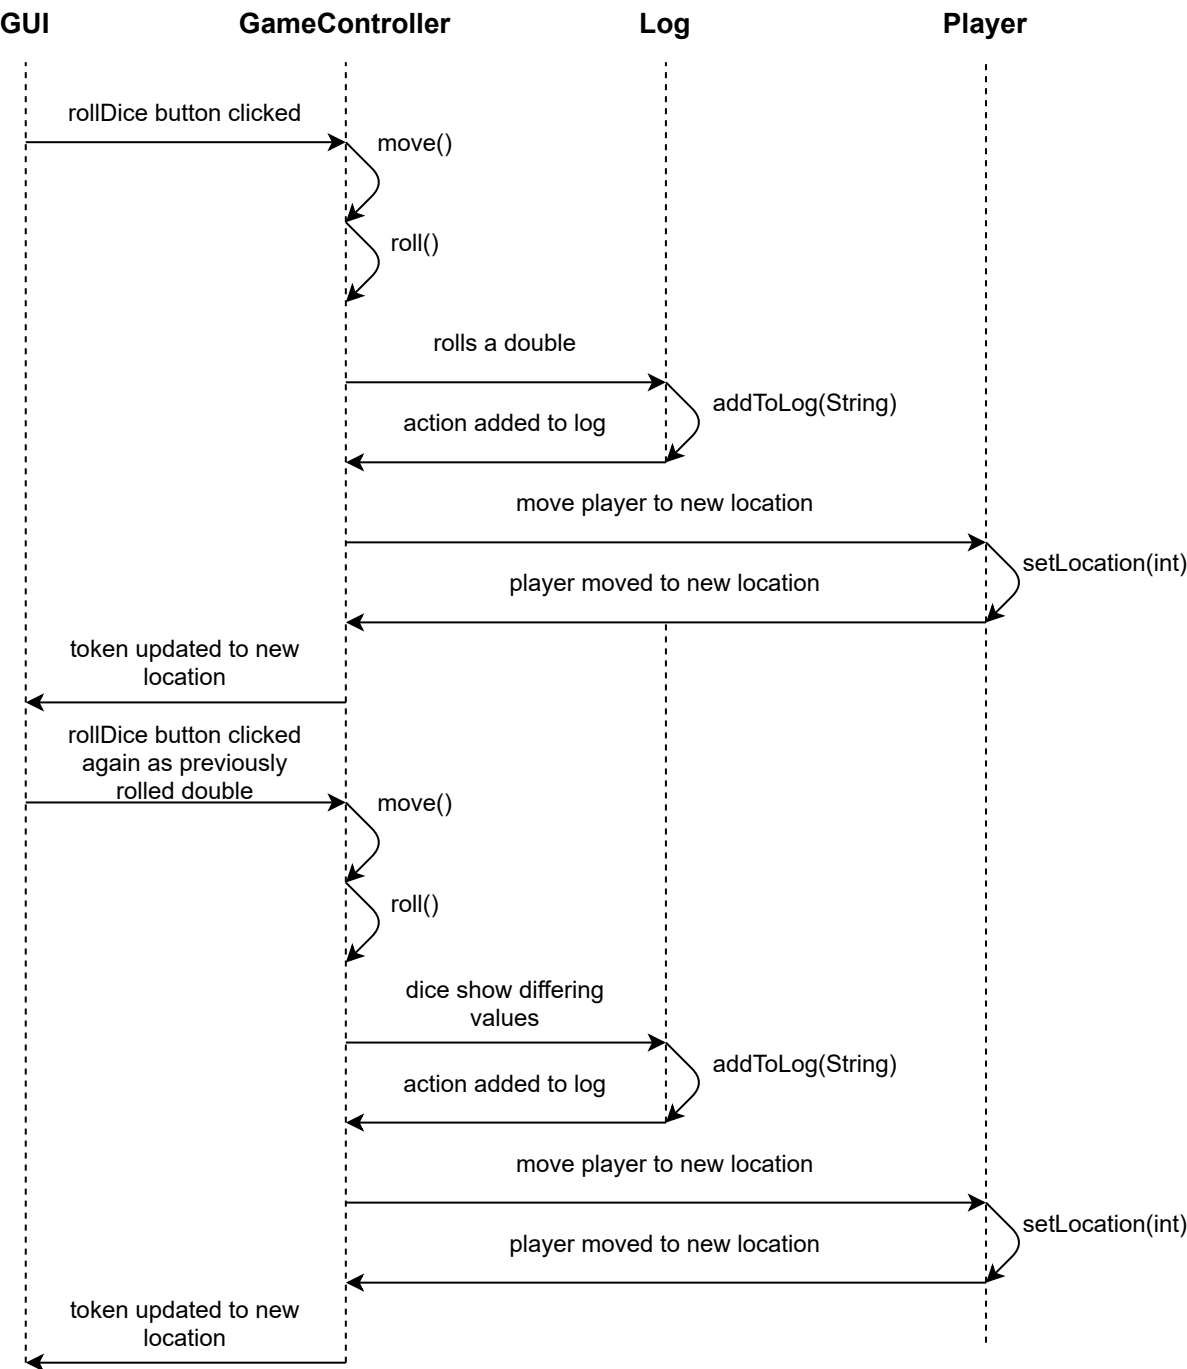 GUI
GameController
Log
Player
rollDice button clicked
move()
roll()
rolls a double
addToLog(String)
action added to log
move player to new location
setLocation(int)
player moved to new location
token updated to new
location
rollDice button clicked
again as previously
rolled double
move()
roll()
dice show differing
values
addToLog(String)
action added to log
move player to new location
setLocation(int)
player moved to new location
token updated to new
location